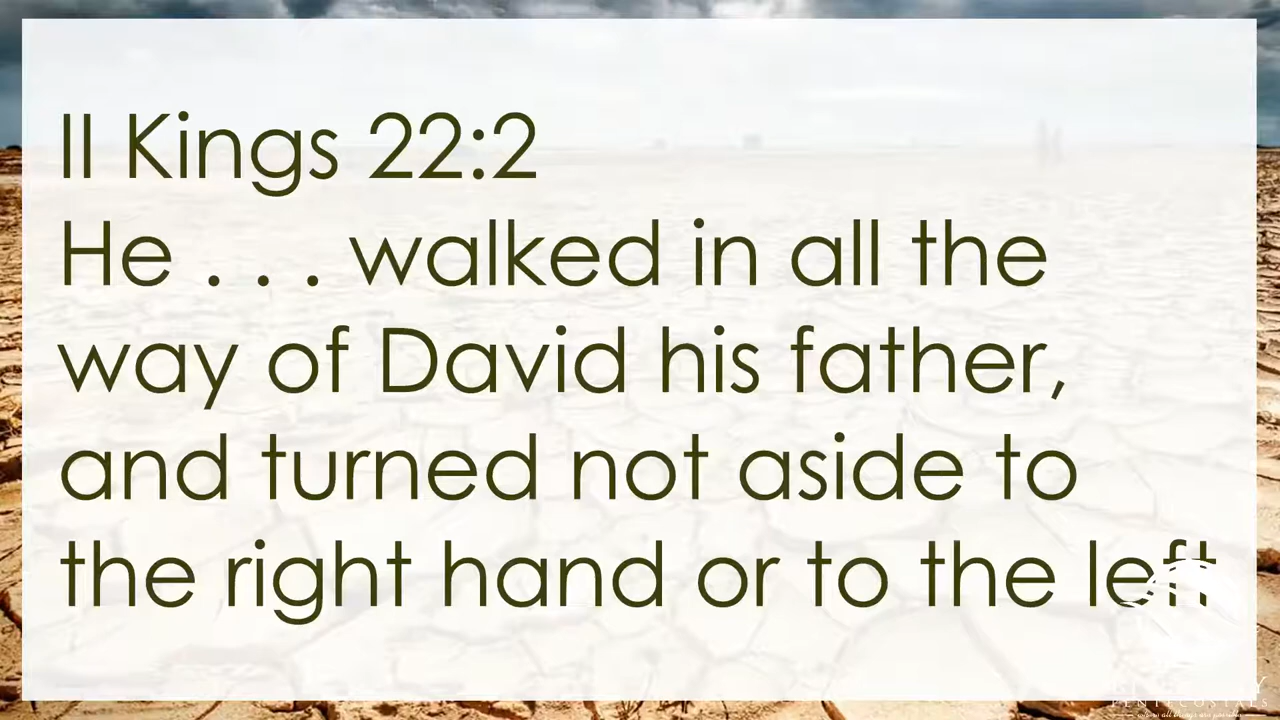 II Kings 22:2
He . . . walked in all the
way of David his father,
and turned not aside to
the right hand or to the left
PENTECOSTALS